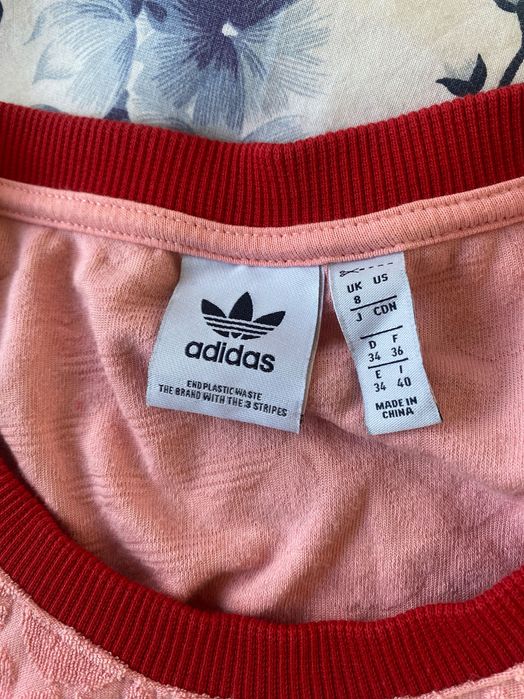 adidas
END PLASTIC WASTE
THE BRAND WITH THE 3 STRIPES
UK US
8
J CDN
D F
34 36
E I
34 40
MADE IN
CHINA